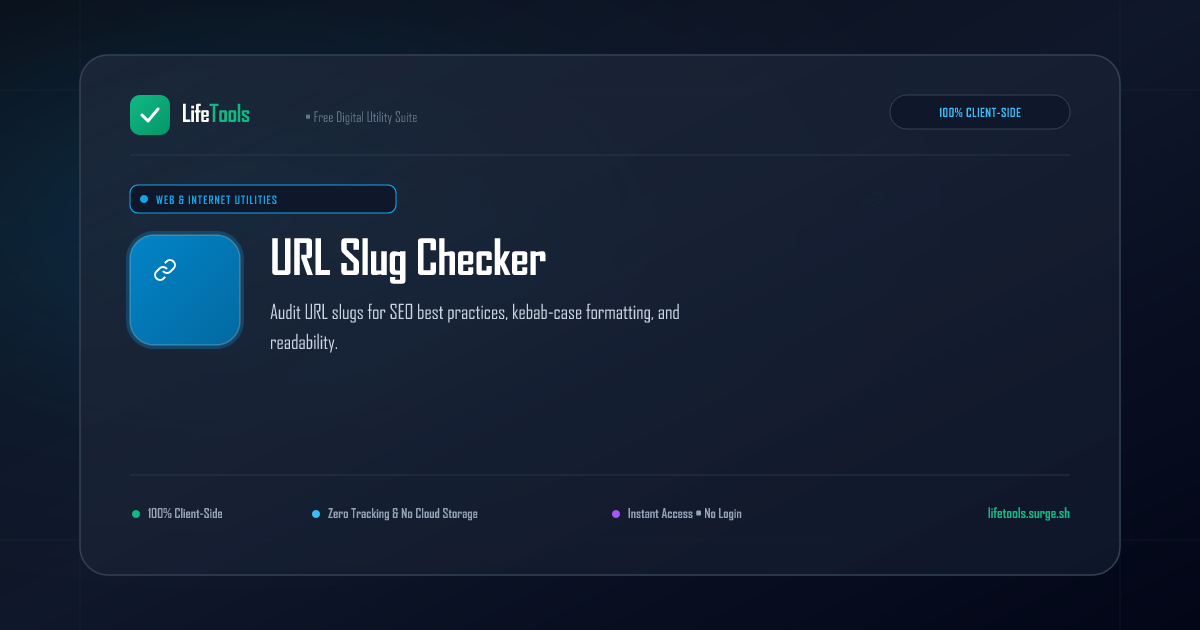 LifeTools
▪ Free Digital Utility Suite
100% CLIENT-SIDE
WEB & INTERNET UTILITIES
URL Slug Checker
Audit URL slugs for SEO best practices, kebab-case formatting, and
readability.
100% Client-Side
Zero Tracking & No Cloud Storage
Instant Access ▪ No Login
lifetools.surge.sh